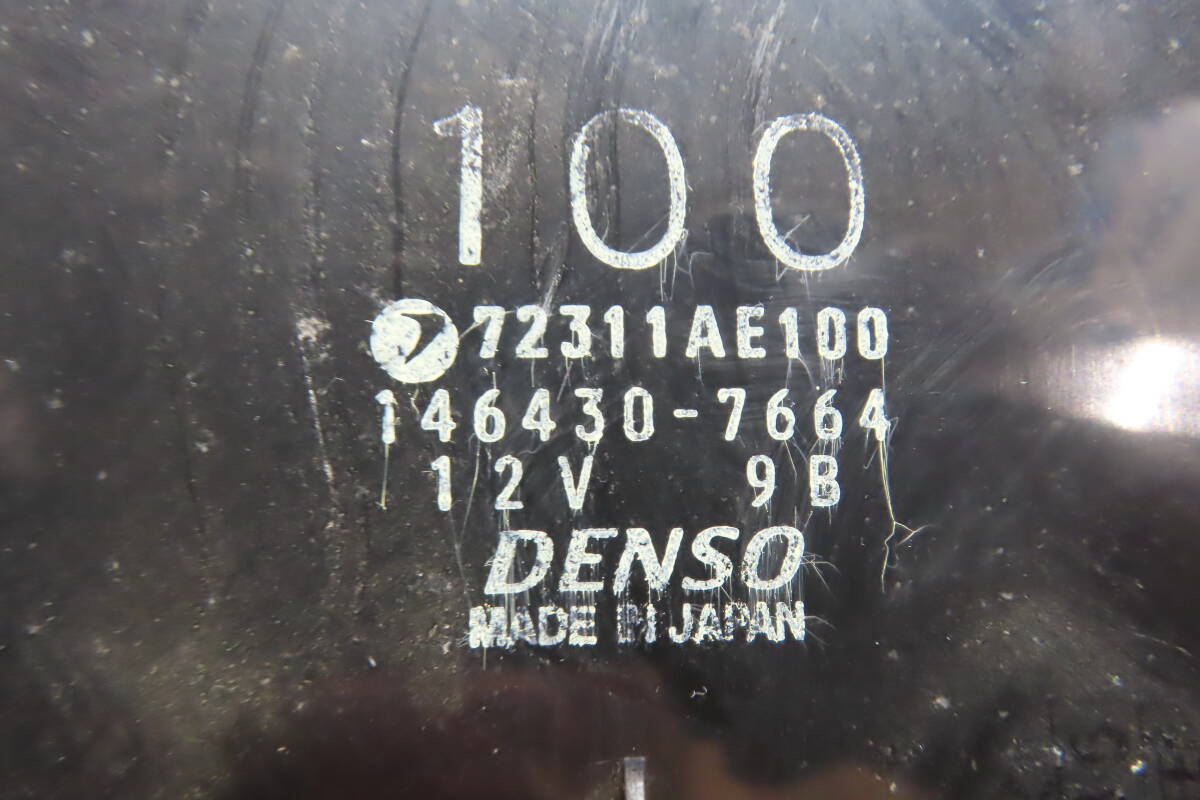 100
72311AE100
146430-7664
12V 9B
DENSO
MADE IN JAPAN